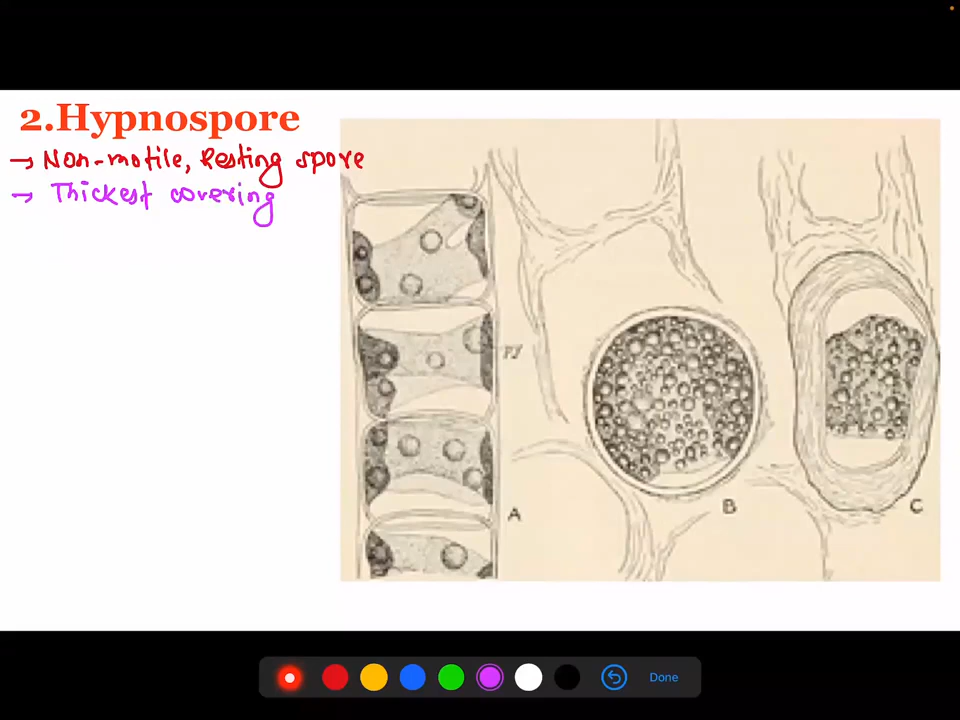 2.Hypnospore
→ Non-motile, Resting spore
→ Thickest covering
A
B
C
Done